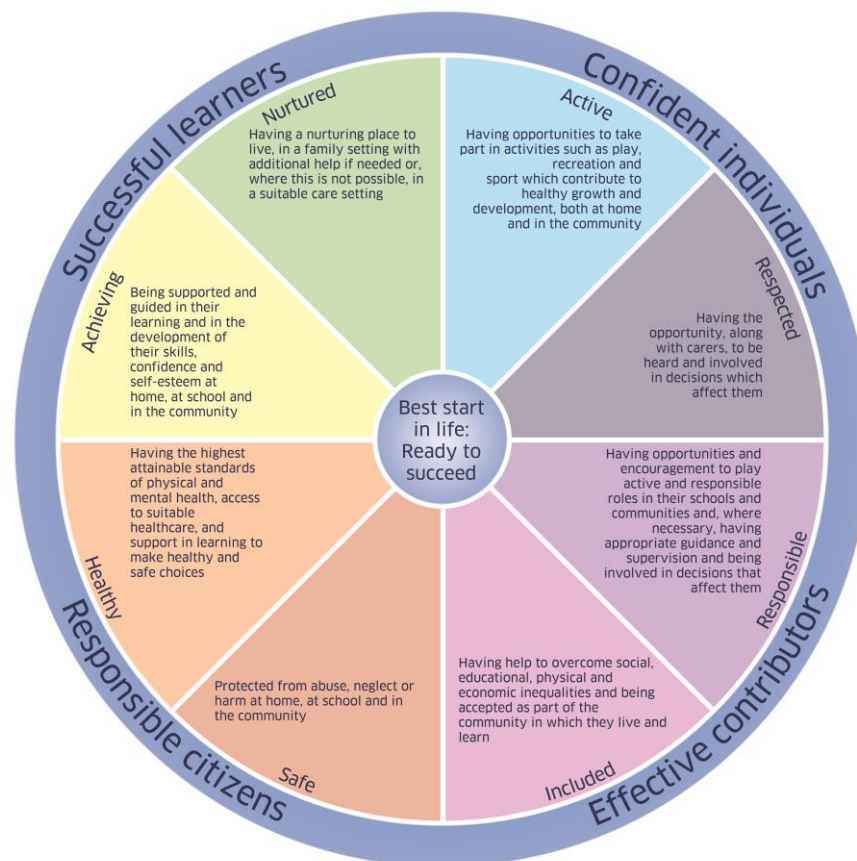 Successful learners
Confident individuals
Nurtured
Having a nurturing place to
live, in a family setting with
additional help if needed or,
where this is not possible, in
a suitable care setting
Active
Having opportunities to take
part in activities such as play,
recreation and
sport which contribute to
healthy growth and
development, both at home
and in the community
Achieving
Being supported and
guided in their
learning and in the
development of
their skills,
confidence and
self-esteem at
home, at school and
in the community
Respected
Having the
opportunity, along
with carers, to be
heard and involved
in decisions which
affect them
Best start
in life:
Ready to
succeed
Healthy
Having the highest
attainable standards
of physical and
mental health, access
to suitable
healthcare, and
support in learning to
make healthy and
safe choices
Responsible
Having opportunities and
encouragement to play
active and responsible
roles in their schools and
communities and, where
necessary, having
appropriate guidance and
supervision and being
involved in decisions that
affect them
Protected from abuse, neglect or
harm at home, at school and in
the community
Safe
Having help to overcome social,
educational, physical and
economic inequalities and being
accepted as part of the
community in which they live and
learn
Included
Responsible citizens
Effective contributors